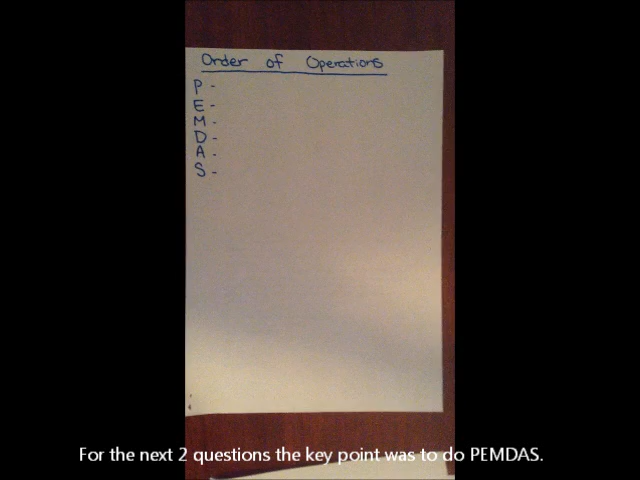 Order of Operations
P -
E -
M -
D -
A -
S -
For the next 2 questions the key point was to do PEMDAS.